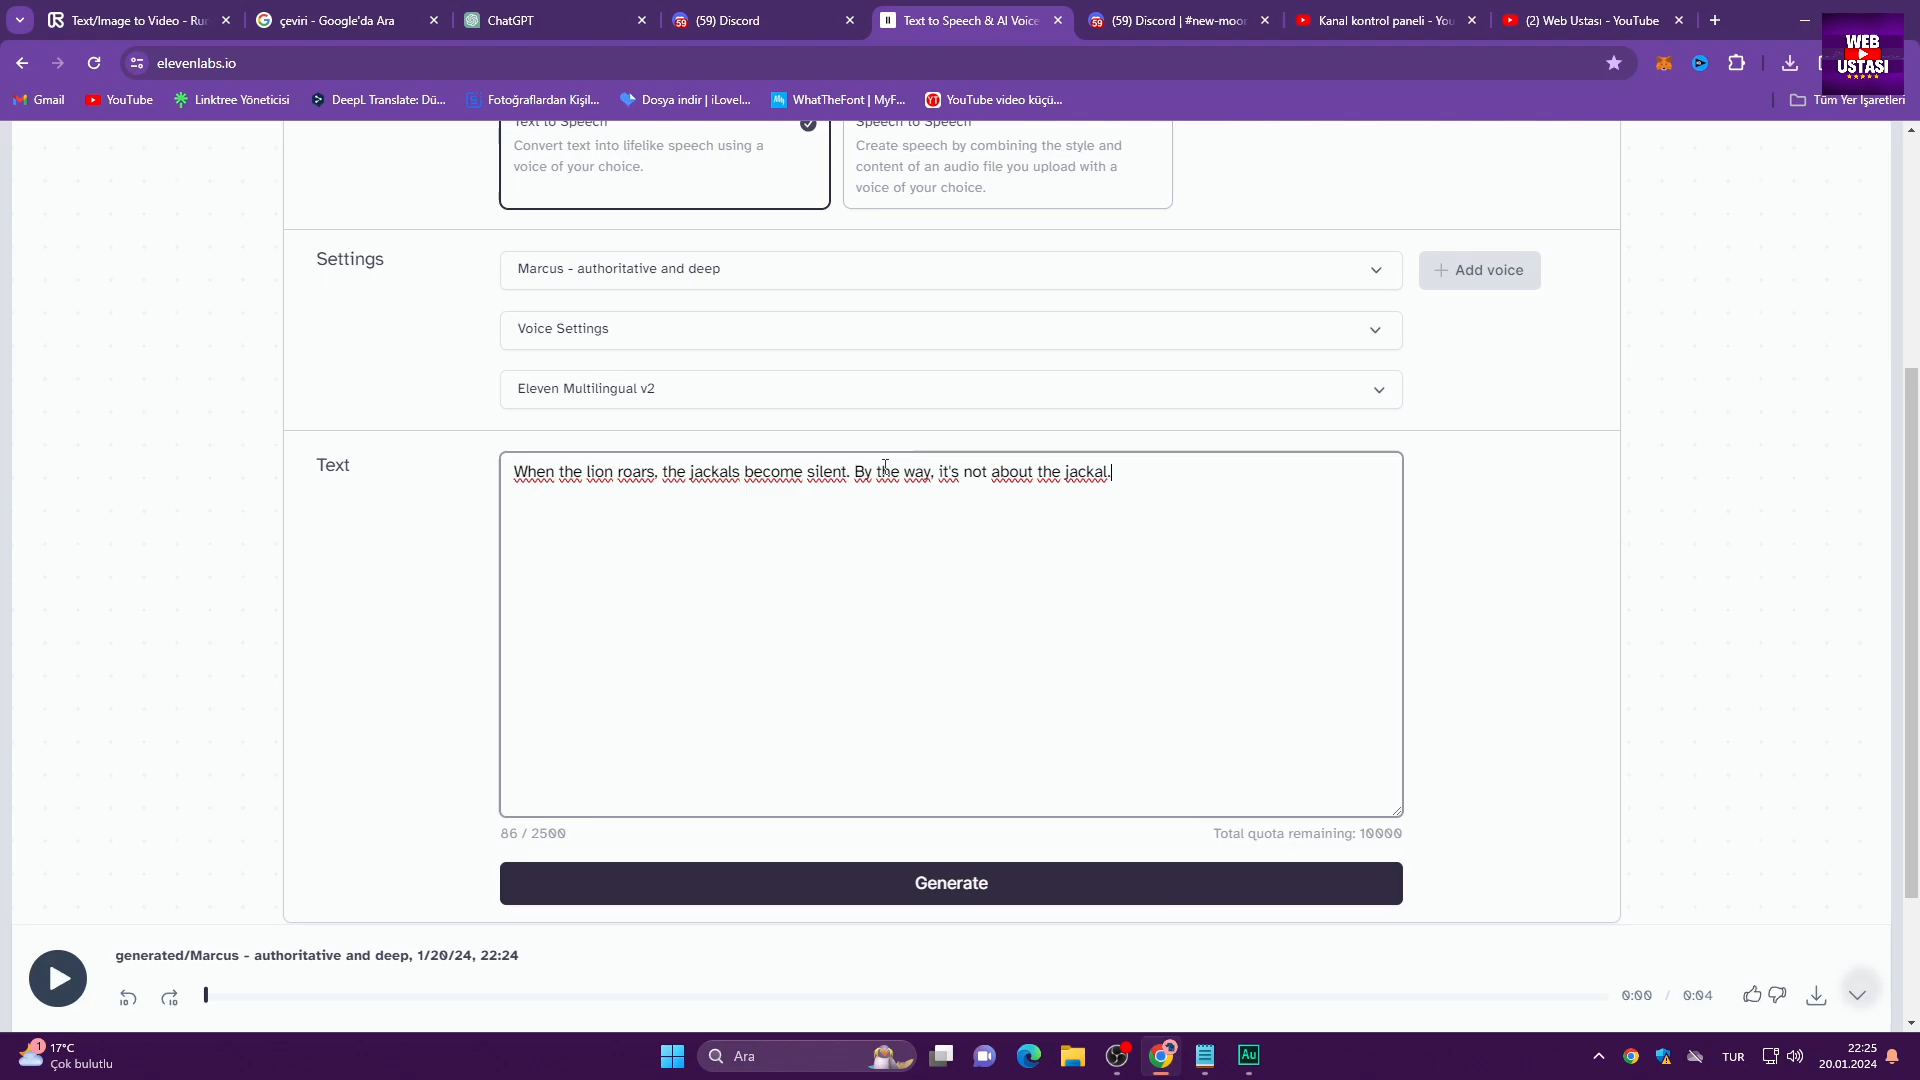 Text/Image to Video - Ru
çeviri - Google'da Ara
ChatGPT
(59) Discord
Text to Speech & AI Voice
(59) Discord | #new-moor
Kanal kontrol paneli - You
(2) Web Ustası - YouTube
elevenlabs.io
WEB
USTASI
Gmail
YouTube
Linktree Yöneticisi
DeepL Translate: Dü...
Fotoğraflardan Kişil...
Dosya indir | iLovel...
WhatTheFont | MyF...
YouTube video küçü...
Tüm Yer İşaretleri
Text to Speech
Convert text into lifelike speech using a
voice of your choice.
Speech to Speech
Create speech by combining the style and
content of an audio file you upload with a
voice of your choice.
Settings
Marcus - authoritative and deep
Add voice
Voice Settings
Eleven Multilingual v2
Text
When the lion roars, the jackals become silent. By the way, it's not about the jackal.
86 / 2500
Total quota remaining: 10000
Generate
generated/Marcus - authoritative and deep, 1/20/24, 22:24
0:00 / 0:04
17°C
Çok bulutlu
Ara
TUR
22:25
20.01.2024